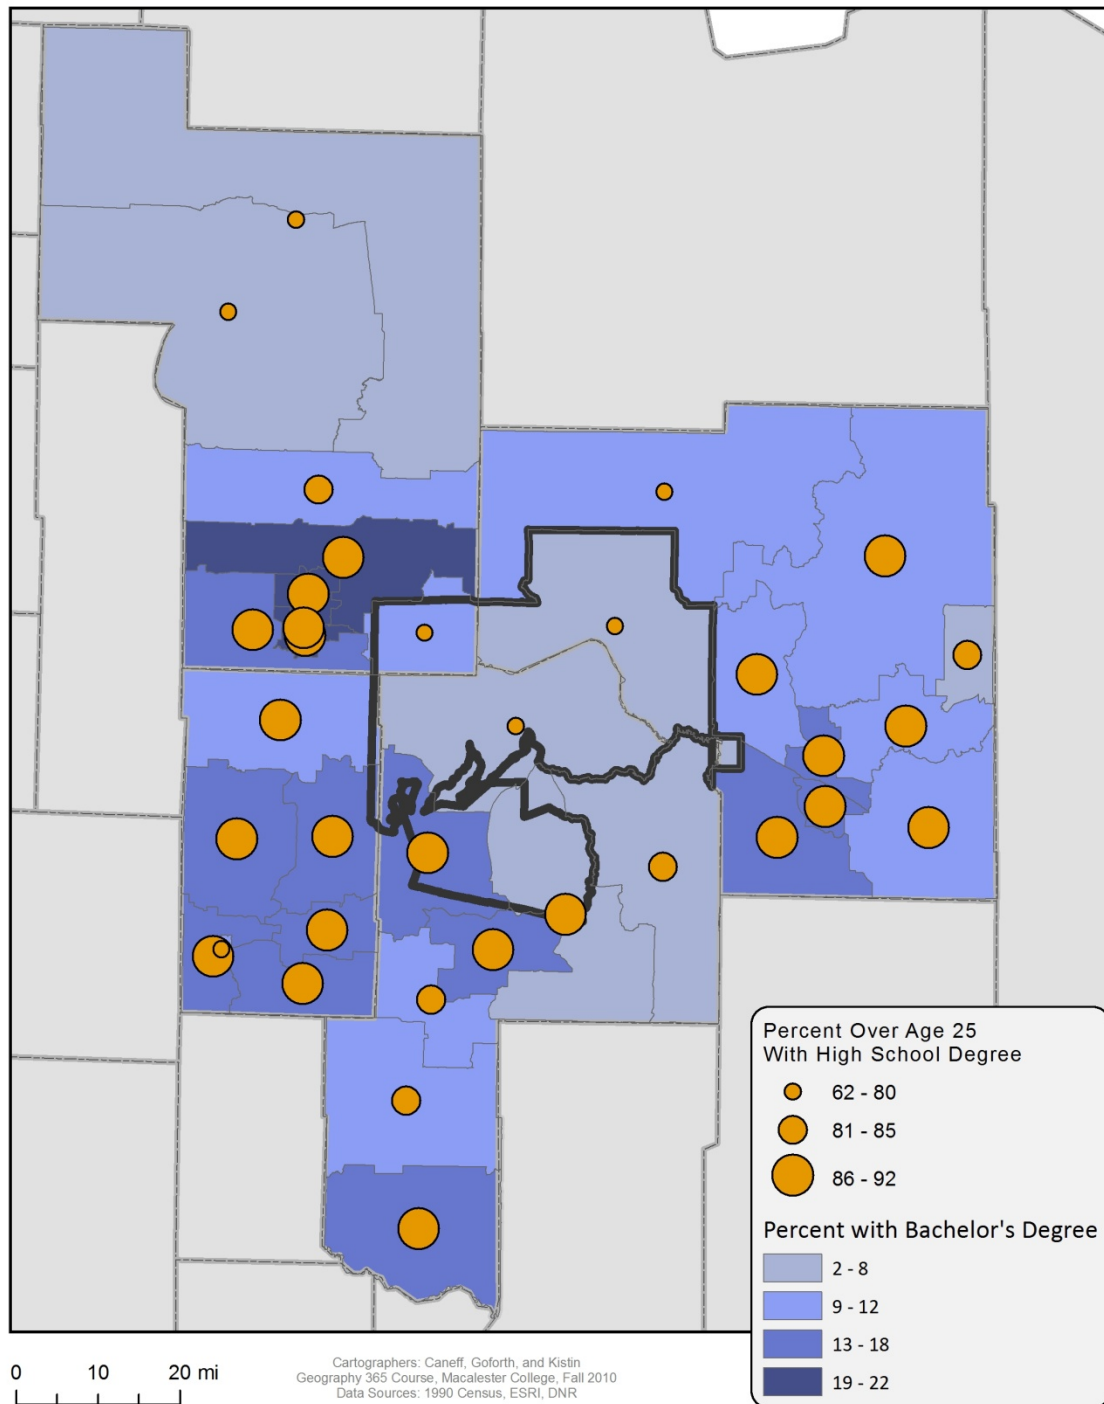 Percent Over Age 25
With High School Degree
62 - 80
81 - 85
86 - 92
Percent with Bachelor's Degree
2 - 8
9 - 12
13 - 18
19 - 22
0 10 20 mi
Cartographers: Caneff, Goforth, and Kistin
Geography 365 Course, Macalester College, Fall 2010
Data Sources: 1990 Census, ESRI, DNR